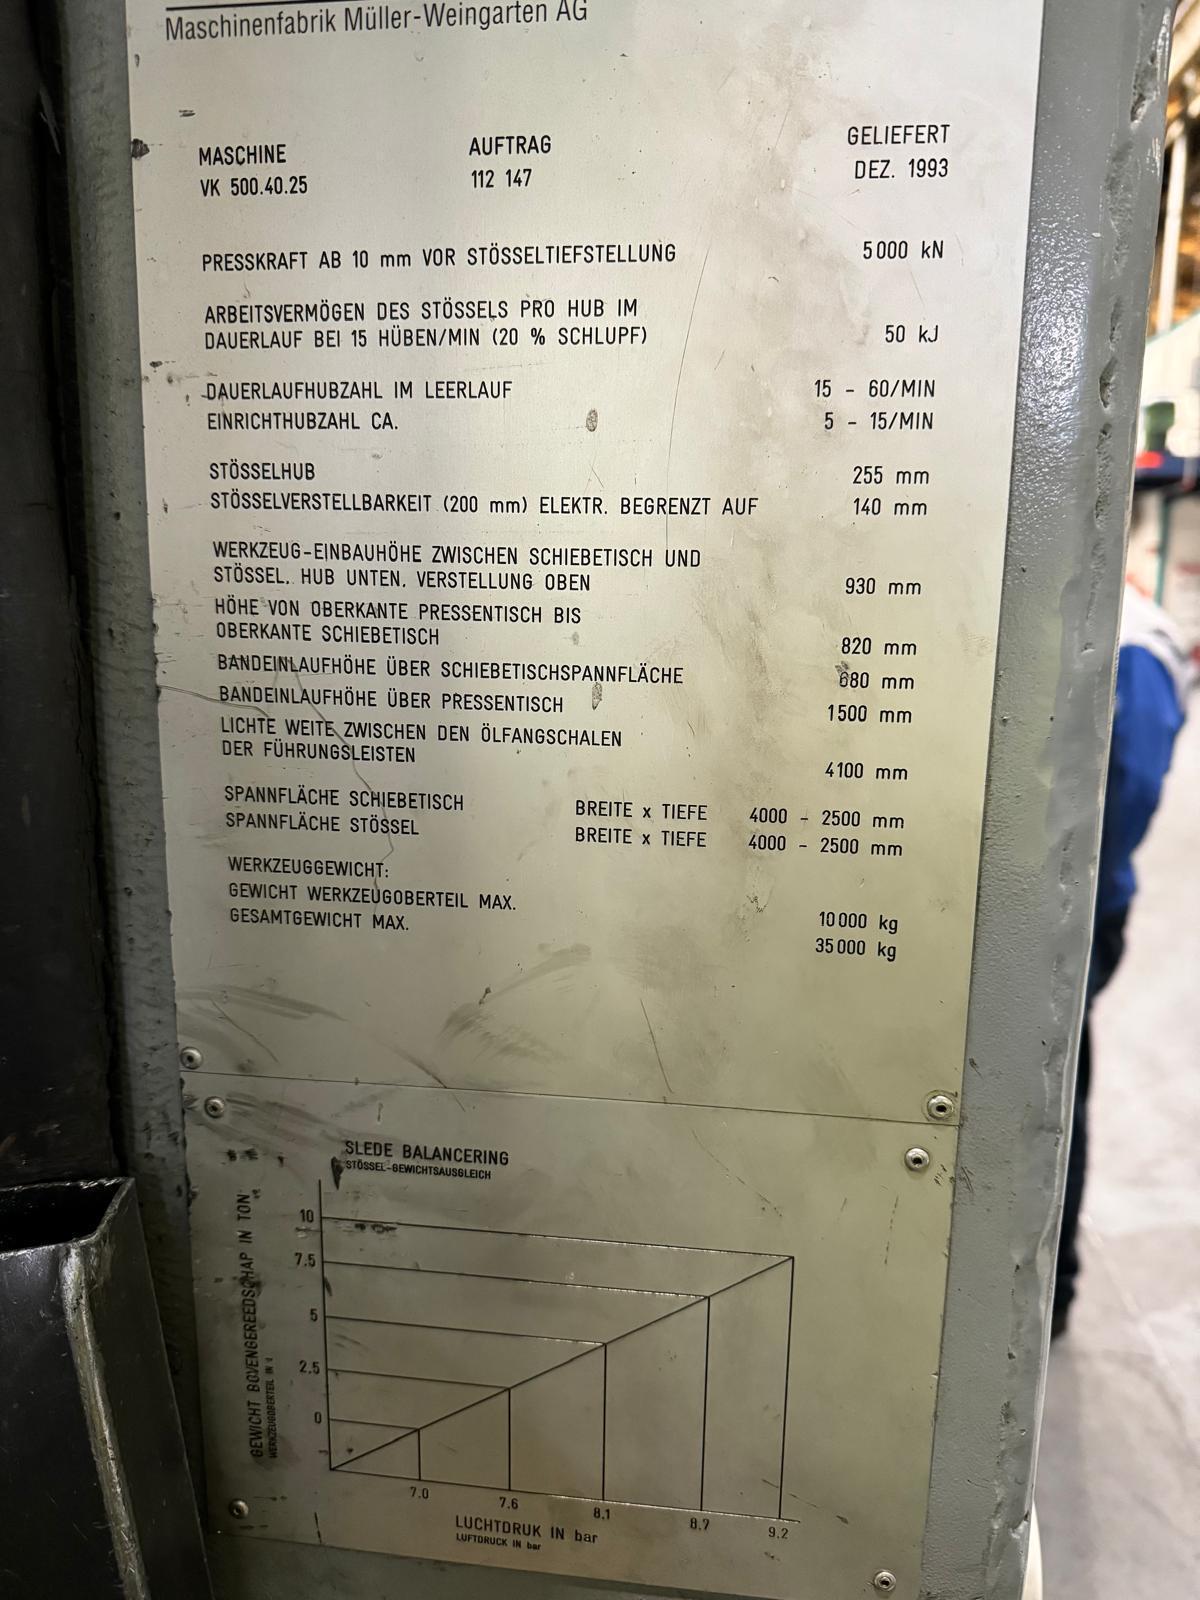 Maschinenfabrik Müller-Weingarten AG
MASCHINE AUFTRAG GELIEFERT
VK 500.40.25 112 147 DEZ. 1993
PRESSKRAFT AB 10 mm VOR STÖSSELTIEFSTELLUNG 5000 kN
ARBEITSVERMÖGEN DES STÖSSELS PRO HUB IM
DAUERLAUF BEI 15 HÜBEN/MIN (20 % SCHLUPF) 50 kJ
DAUERLAUFHUBZAHL IM LEERLAUF 15 - 60/MIN
EINRICHTHUBZAHL CA. 5 - 15/MIN
STÖSSELHUB 255 mm
STÖSSELVERSTELLBARKEIT (200 mm) ELEKTR. BEGRENZT AUF 140 mm
WERKZEUG-EINBAUHÖHE ZWISCHEN SCHIEBETISCH UND
STÖSSEL. HUB UNTEN. VERSTELLUNG OBEN 930 mm
HÖHE VON OBERKANTE PRESSENTISCH BIS
OBERKANTE SCHIEBETISCH 820 mm
BANDEINLAUFHÖHE ÜBER SCHIEBETISCHSPANNFLÄCHE 680 mm
BANDEINLAUFHÖHE ÜBER PRESSENTISCH 1500 mm
LICHTE WEITE ZWISCHEN DEN ÖLFANGSCHALEN
DER FÜHRUNGSLEISTEN 4100 mm
SPANNFLÄCHE SCHIEBETISCH BREITE x TIEFE 4000 - 2500 mm
SPANNFLÄCHE STÖSSEL BREITE x TIEFE 4000 - 2500 mm
WERKZEUGGEWICHT:
GEWICHT WERKZEUGOBERTEIL MAX. 10000 kg
GESAMTGEWICHT MAX. 35000 kg
SLEDE BALANCERING
STÖSSEL-GEWICHTSAUSGLEICH
GEWICHT BOVENGEREEDSCHAP IN TON
WERKZEUGOBERTEIL IN t
10
7.5
5
2.5
0
7.0 7.6 8.1 8.7 9.2
LUCHTDRUK IN bar
LUFTDRUCK IN bar